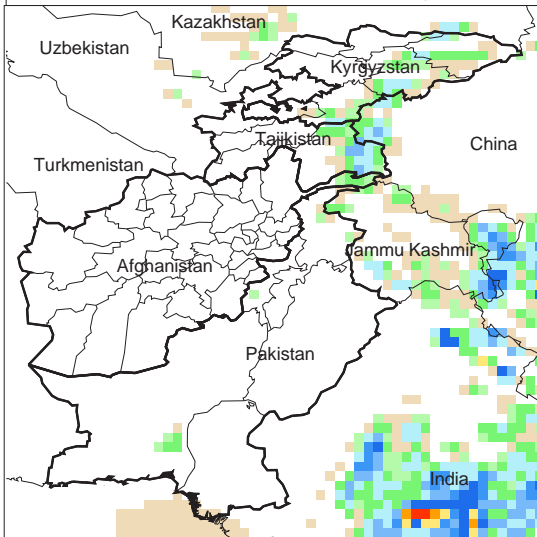 Kazakhstan
Uzbekistan
Kyrgyzstan
Tajikistan
China
Turkmenistan
Jammu Kashmir
Afghanistan
Pakistan
India